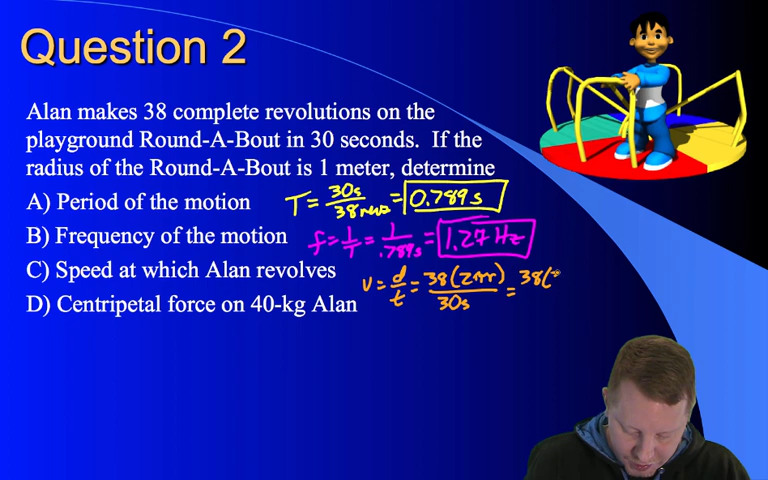 Question 2
Alan makes 38 complete revolutions on the
playground Round-A-Bout in 30 seconds. If the
radius of the Round-A-Bout is 1 meter, determine
A) Period of the motion T = 30s / 38 revs = 0.789 s
B) Frequency of the motion f = 1/T = 1/.789s = 1.27 Hz
C) Speed at which Alan revolves v = d/t = 38(2πr) / 30s = 38(
D) Centripetal force on 40-kg Alan